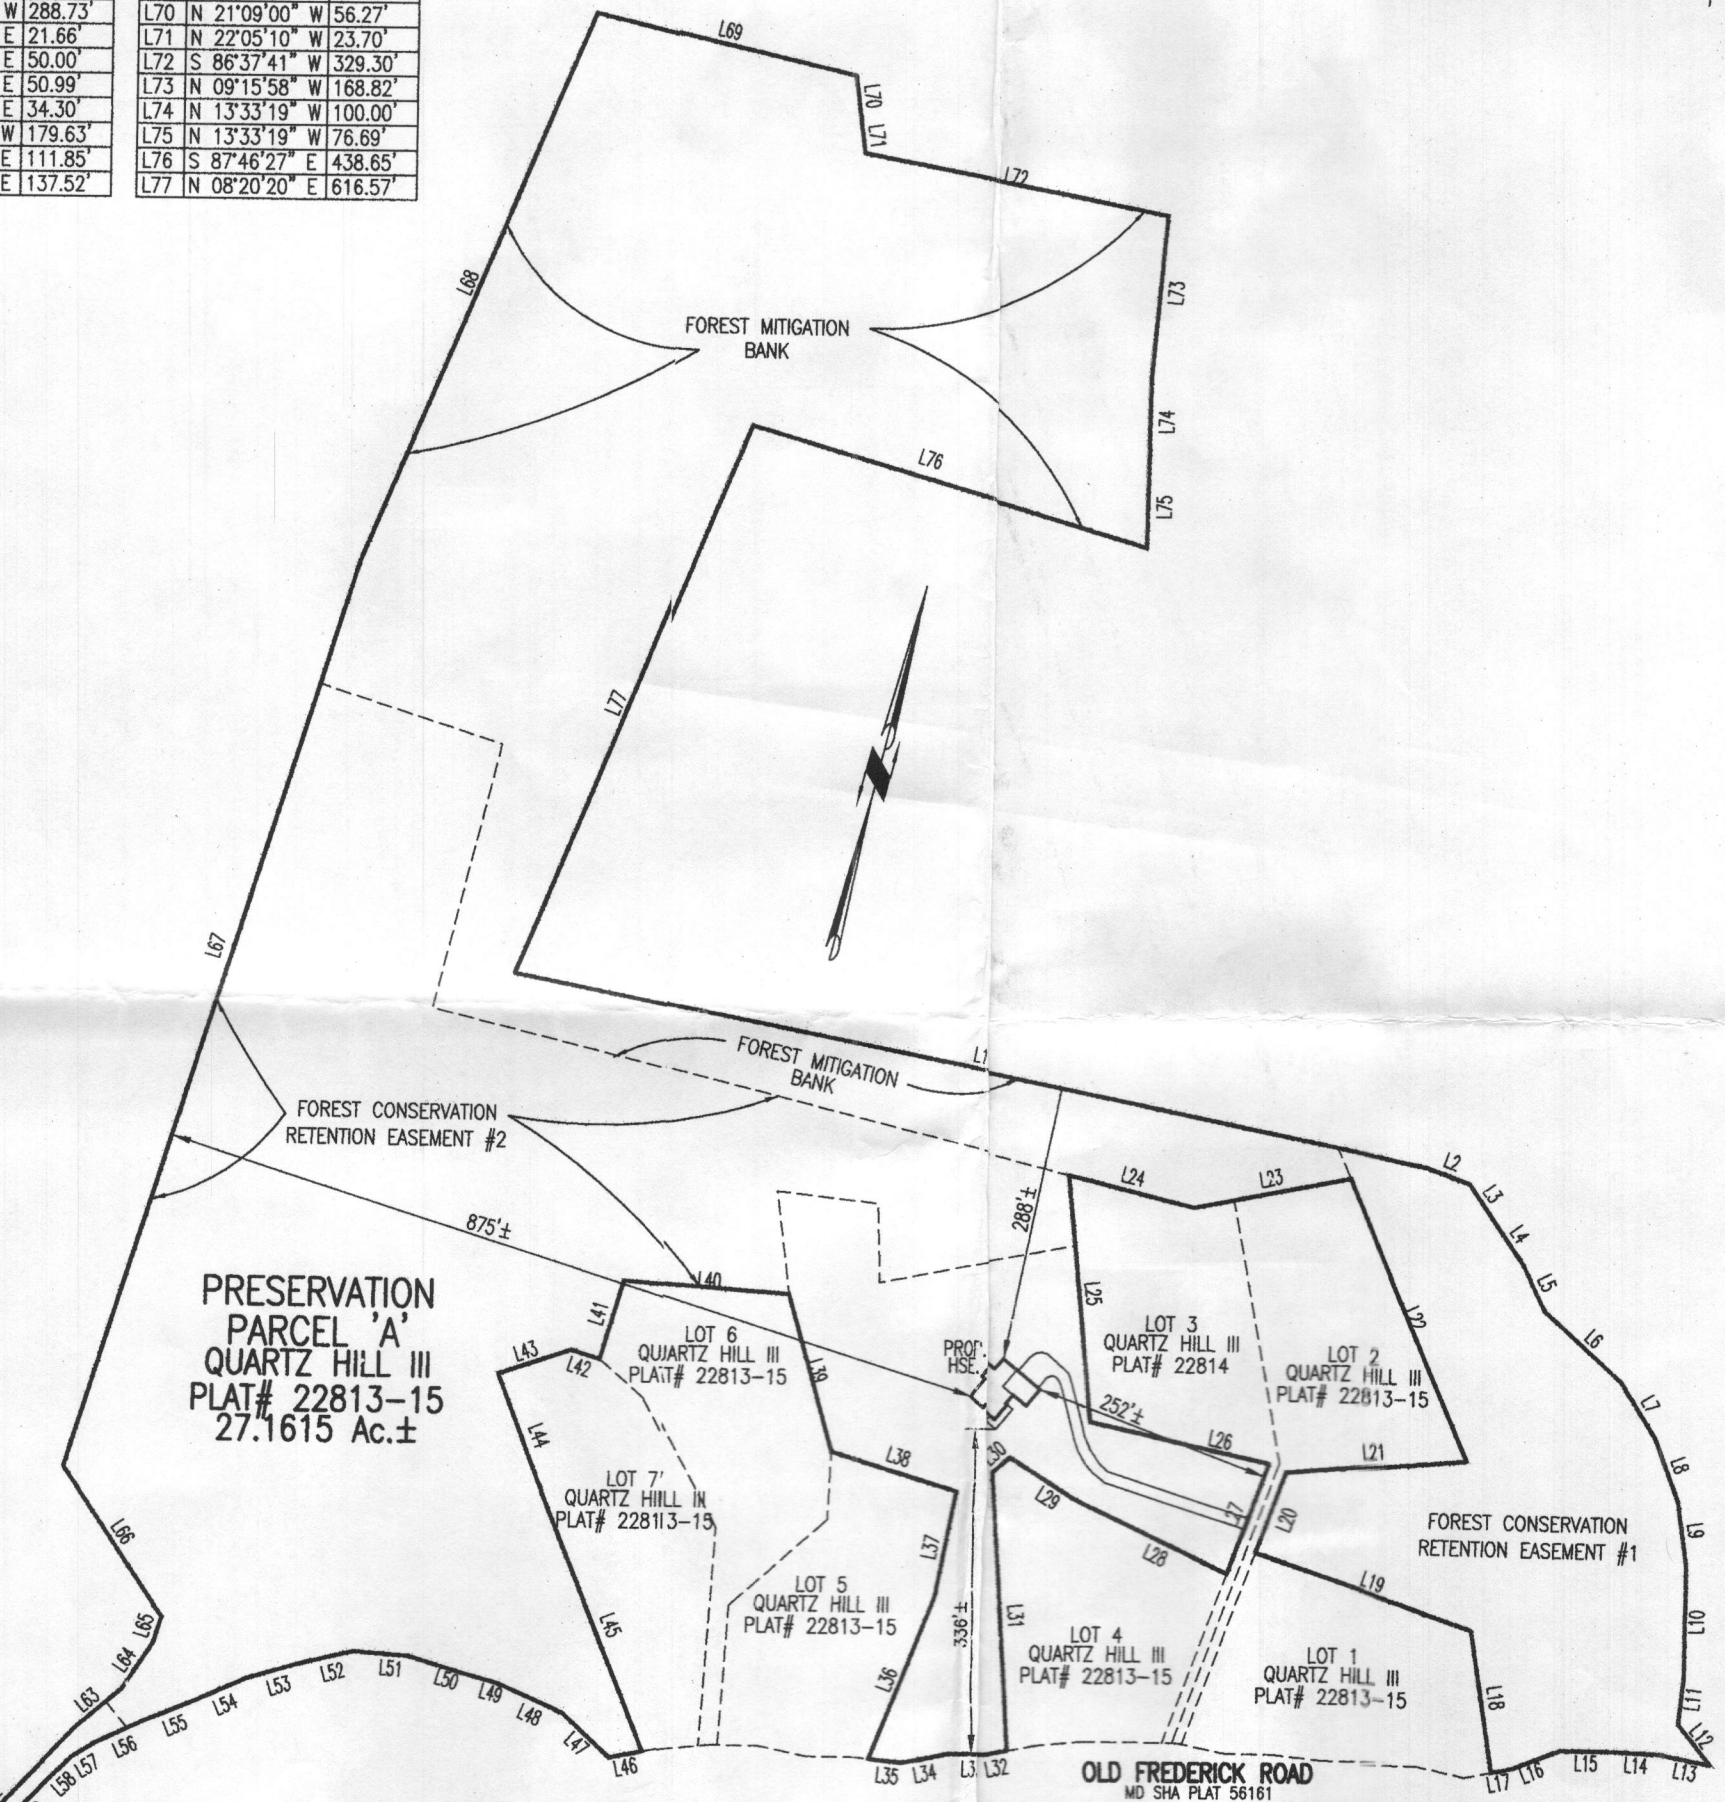 W 288.73'
E 21.66'
E 50.00'
E 50.99'
E 34.30'
W 179.63'
E 111.85'
E 137.52'
L70 N 21°09'00" W 56.27'
L71 N 22°05'10" W 23.70'
L72 S 86°37'41" W 329.30'
L73 N 09°15'58" W 168.82'
L74 N 13°33'19" W 100.00'
L75 N 13°33'19" W 76.69'
L76 S 87°46'27" E 438.65'
L77 N 08°20'20" E 616.57'
L69
L70
L71
L72
L68
L73
FOREST MITIGATION
BANK
L74
L76
L75
L77
N
L67
L1
FOREST MITIGATION
BANK
FOREST CONSERVATION
RETENTION EASEMENT #2
L2
L3
L4
L5
L6
L7
L8
L9
L10
L11
L12
L24
L23
288'±
875'±
L25
L22
L40
L41
L43
L42
L39
PRESERVATION
PARCEL 'A'
QUARTZ HILL III
PLAT# 22813-15
27.1615 Ac.±
LOT 6
QUARTZ HILL III
PLAT# 22813-15
PROP.
HSE.
LOT 3
QUARTZ HILL III
PLAT# 22814
LOT 2
QUARTZ HILL III
PLAT# 22813-15
252'±
L26
L21
L44
L38
L30
L29
L27
L20
LOT 7
QUARTZ HILL III
PLAT# 22813-15
L66
L37
L28
L19
FOREST CONSERVATION
RETENTION EASEMENT #1
LOT 5
QUARTZ HILL III
PLAT# 22813-15
L65
L45
336'±
L31
L64
L36
LOT 4
QUARTZ HILL III
PLAT# 22813-15
LOT 1
QUARTZ HILL III
PLAT# 22813-15
L18
L63
L58
L57
L56
L55
L54
L53
L52
L51
L50
L49
L48
L47
L46
L35
L34
L3
L32
OLD FREDERICK ROAD
MD SHA PLAT 56161
L17
L16
L15
L14
L13